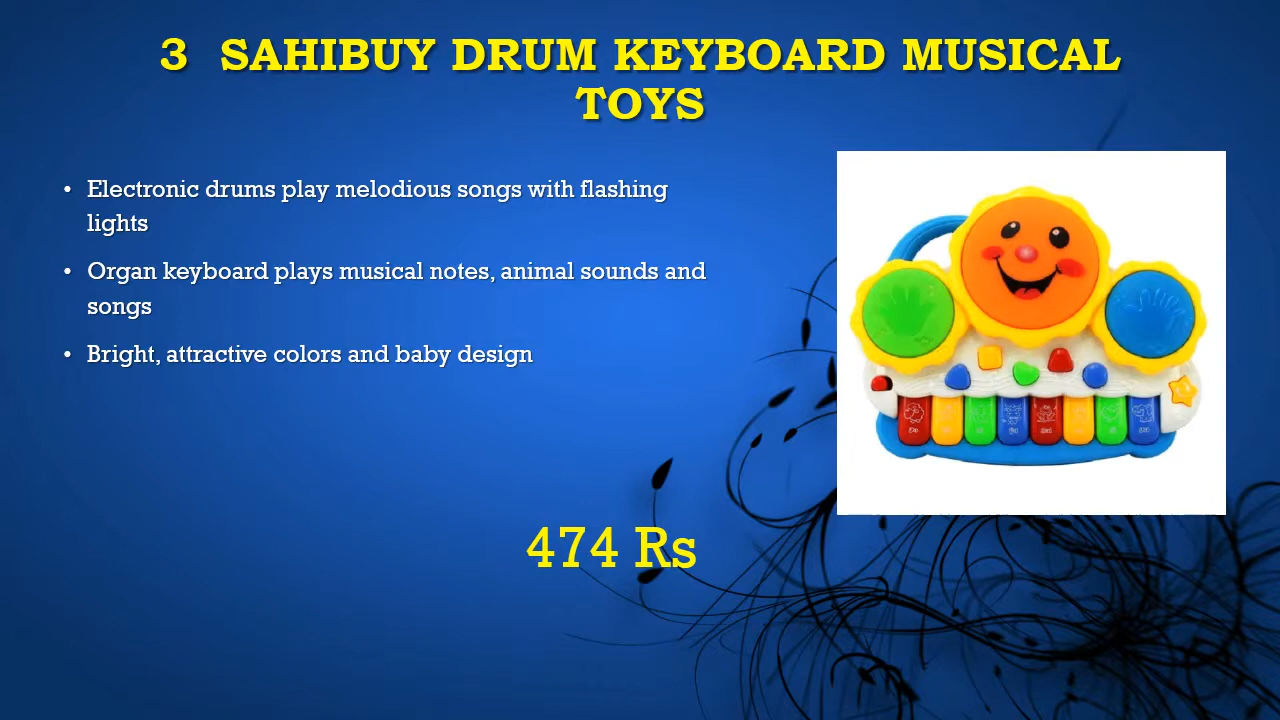 3 SAHIBUY DRUM KEYBOARD MUSICAL
TOYS
• Electronic drums play melodious songs with flashing
lights
• Organ keyboard plays musical notes, animal sounds and
songs
• Bright, attractive colors and baby design
474 Rs